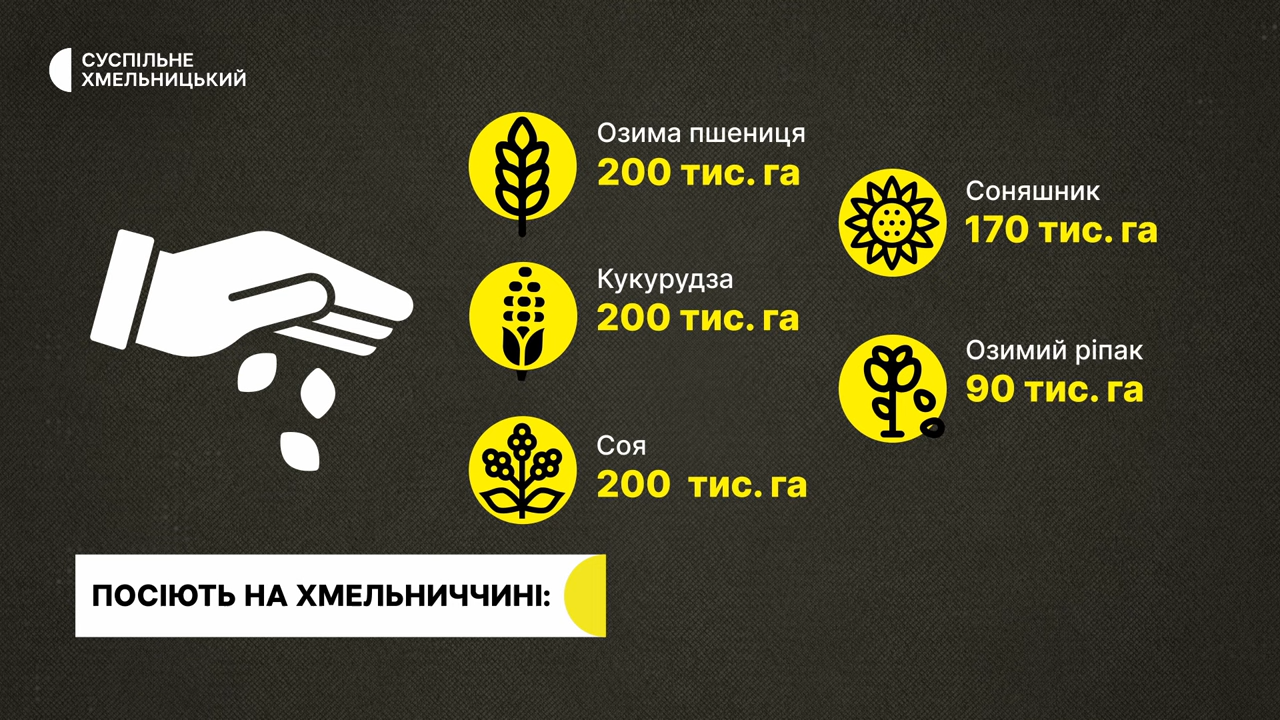 СУСПІЛЬНЕ
ХМЕЛЬНИЦЬКИЙ
Озима пшениця
200 тис. га
Кукурудза
200 тис. га
Соя
200 тис. га
Соняшник
170 тис. га
Озимий ріпак
90 тис. га
ПОСІЮТЬ НА ХМЕЛЬНИЧЧИНІ: